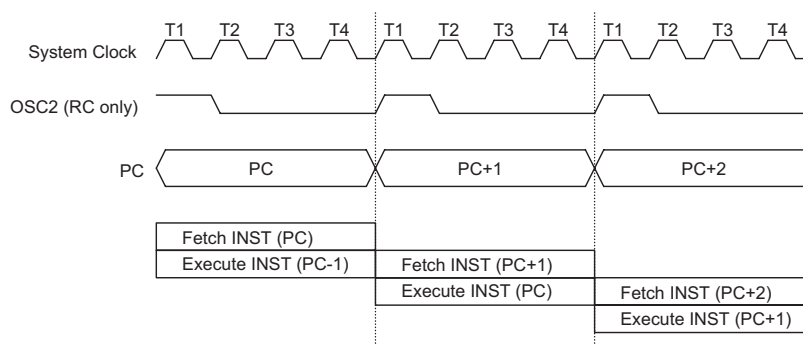 T1 T2 T3 T4 T1 T2 T3 T4 T1 T2 T3 T4
System Clock
OSC2 (RC only)
PC PC PC+1 PC+2
Fetch INST (PC)
Execute INST (PC-1) Fetch INST (PC+1)
Execute INST (PC) Fetch INST (PC+2)
Execute INST (PC+1)